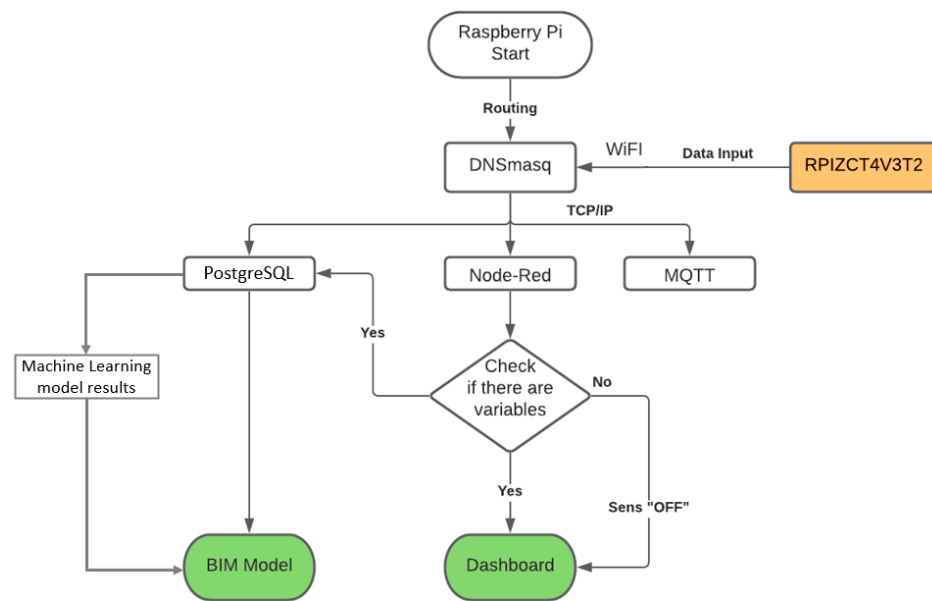 Raspberry Pi
Start
Routing
DNSmasq
WiFI
Data Input
RPIZCT4V3T2
TCP/IP
PostgreSQL
Node-Red
MQTT
Yes
Machine Learning
model results
Check
if there are
variables
No
Yes
Sens "OFF"
BIM Model
Dashboard